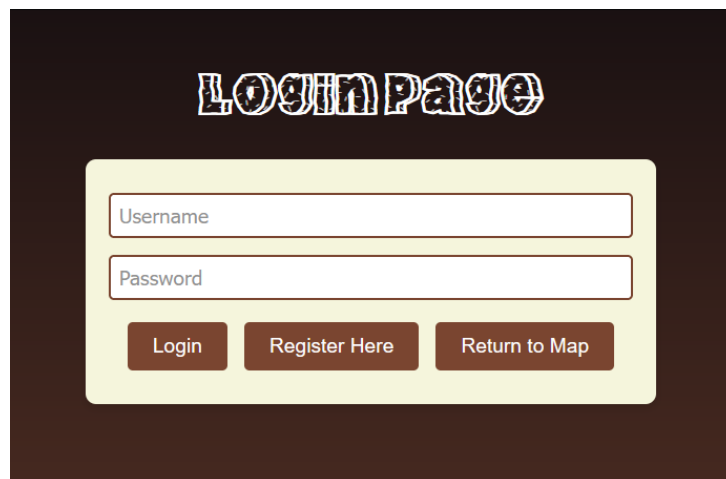 Login Page
Username
Password
Login Register Here Return to Map